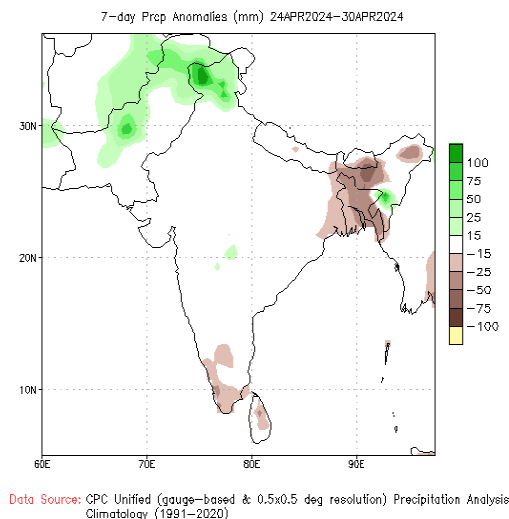 7-day Prcp Anomalies (mm) 24APR2024-30APR2024
30N
20N
10N
60E 70E 80E 90E
100
75
50
25
15
-15
-25
-50
-75
-100
Data Source: CPC Unified (gauge-based & 0.5x0.5 deg resolution) Precipitation Analysis
Climatology (1991-2020)